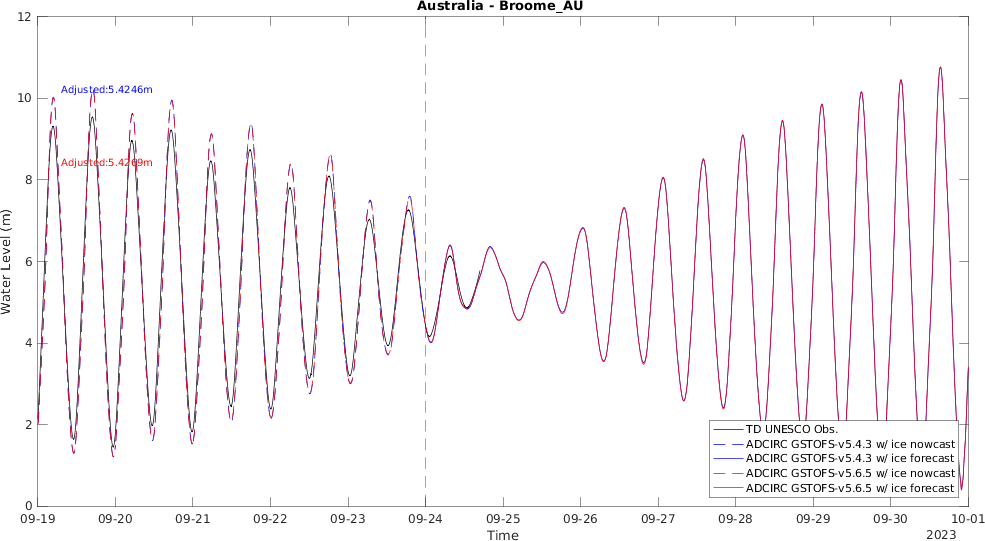 Australia - Broome_AU
Water Level (m)
12
10
8
6
4
2
0
Adjusted:5.4246m
Adjusted:5.4269m
TD UNESCO Obs.
ADCIRC GSTOFS-v5.4.3 w/ ice nowcast
ADCIRC GSTOFS-v5.4.3 w/ ice forecast
ADCIRC GSTOFS-v5.6.5 w/ ice nowcast
ADCIRC GSTOFS-v5.6.5 w/ ice forecast
09-19 09-20 09-21 09-22 09-23 09-24 09-25 09-26 09-27 09-28 09-29 09-30 10-01
Time
2023